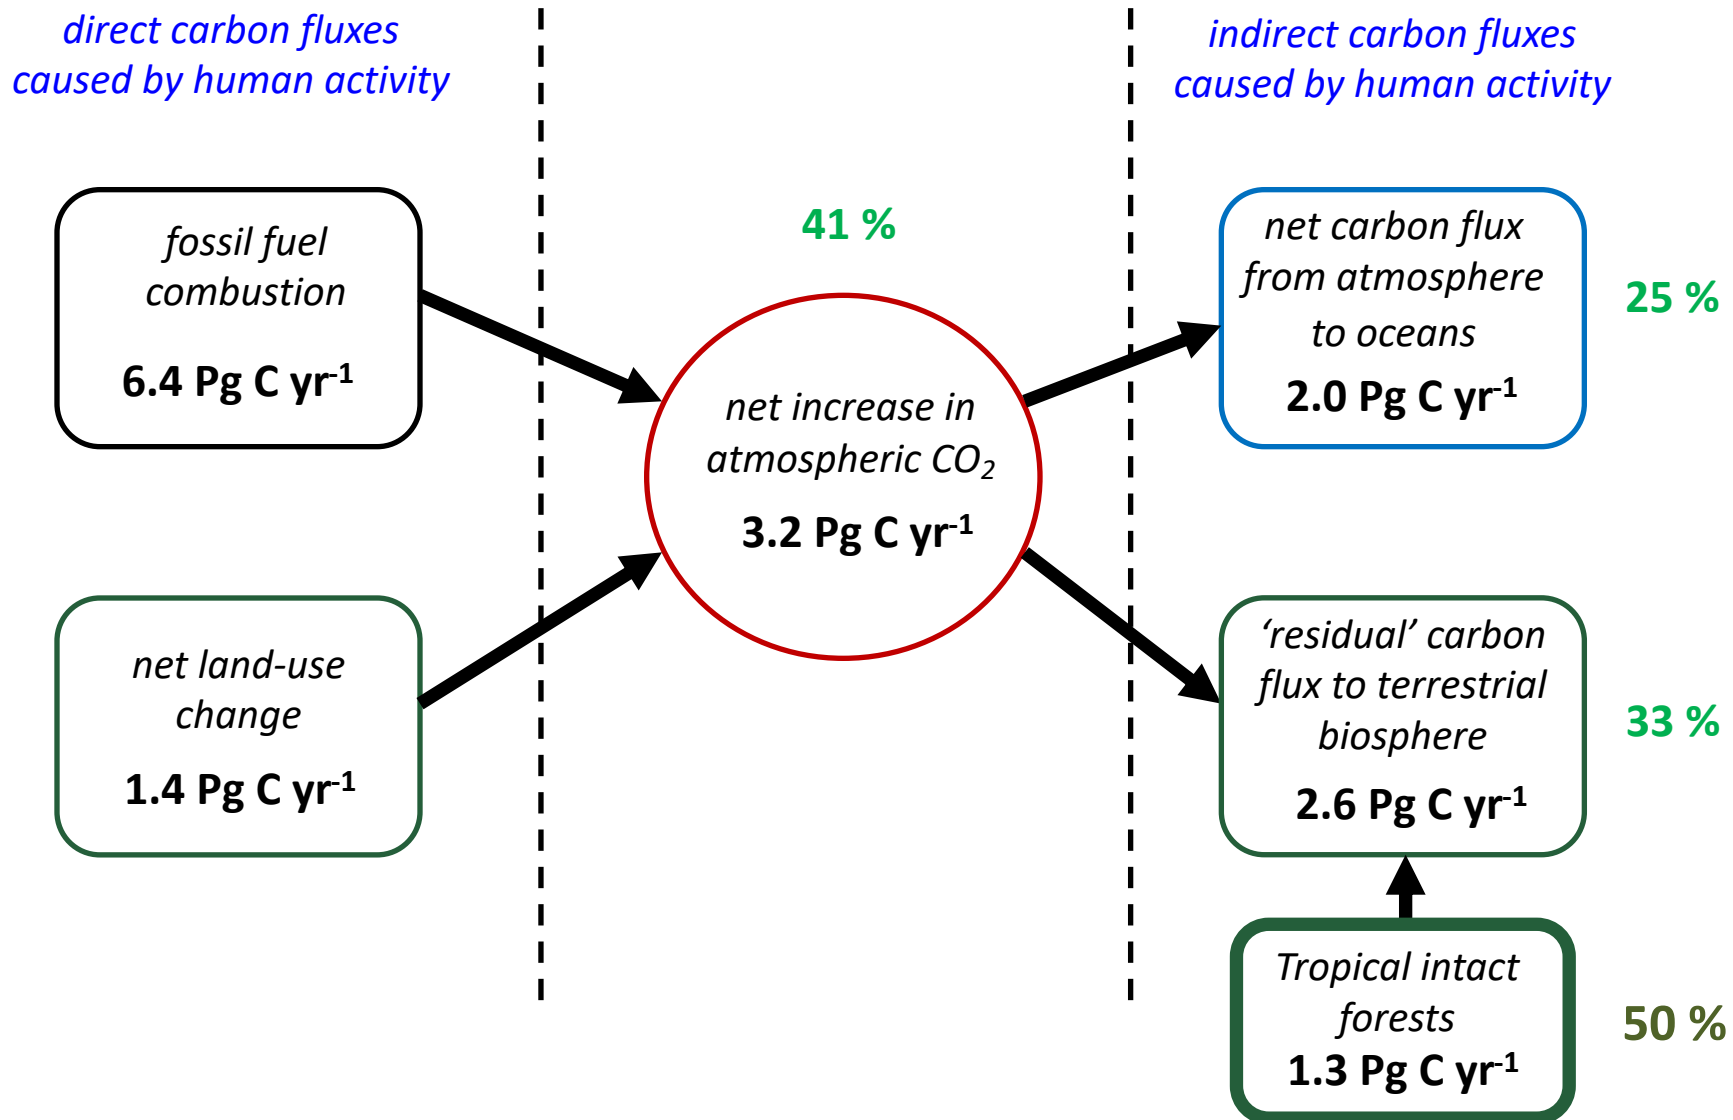 direct carbon fluxes
caused by human activity
indirect carbon fluxes
caused by human activity
fossil fuel
combustion
6.4 Pg C yr⁻¹
net land-use
change
1.4 Pg C yr⁻¹
41 %
net increase in
atmospheric CO₂
3.2 Pg C yr⁻¹
net carbon flux
from atmosphere
to oceans
2.0 Pg C yr⁻¹
25 %
‘residual’ carbon
flux to terrestrial
biosphere
2.6 Pg C yr⁻¹
33 %
Tropical intact
forests
1.3 Pg C yr⁻¹
50 %